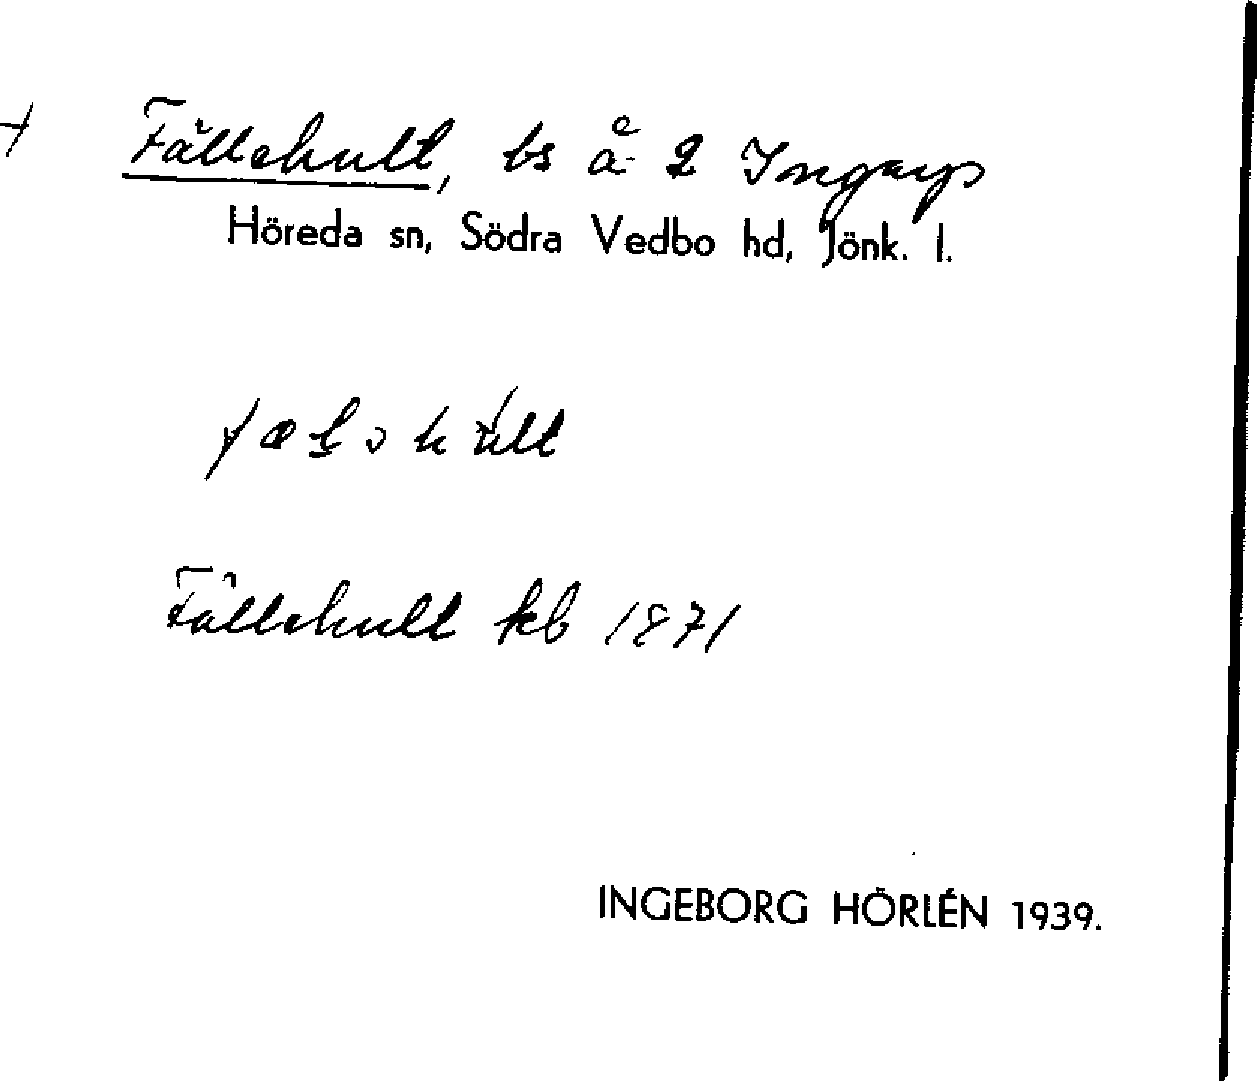 Fällehult, bs å 2 Ingarp
Höreda sn, Södra Vedbo hd, Jönk. l.
Fällehult kb 1871
INGEBORG HÖRLÉN 1939.